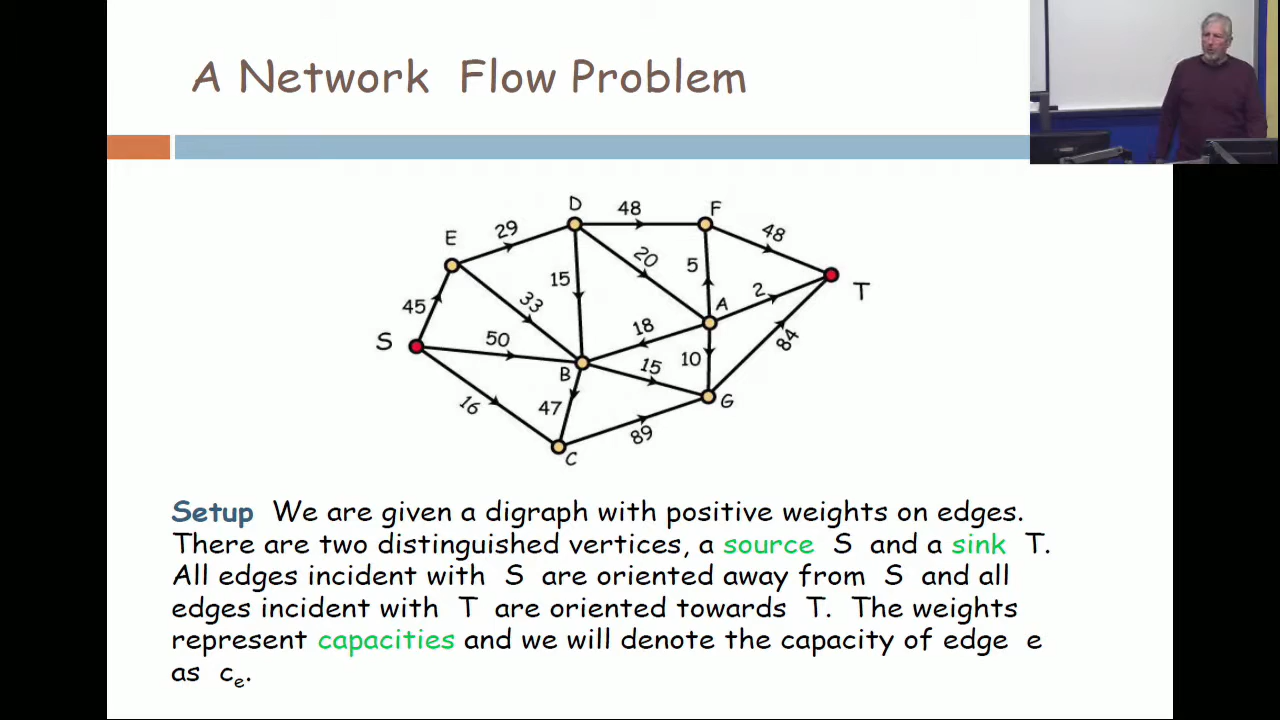 A Network Flow Problem
D 48 F
E 29 48
15 20 5
45 33 A 2 T
S 50 18
B 15 10 84
16 47 G
89
C
Setup We are given a digraph with positive weights on edges.
There are two distinguished vertices, a source S and a sink T.
All edges incident with S are oriented away from S and all
edges incident with T are oriented towards T. The weights
represent capacities and we will denote the capacity of edge e
as cₑ.